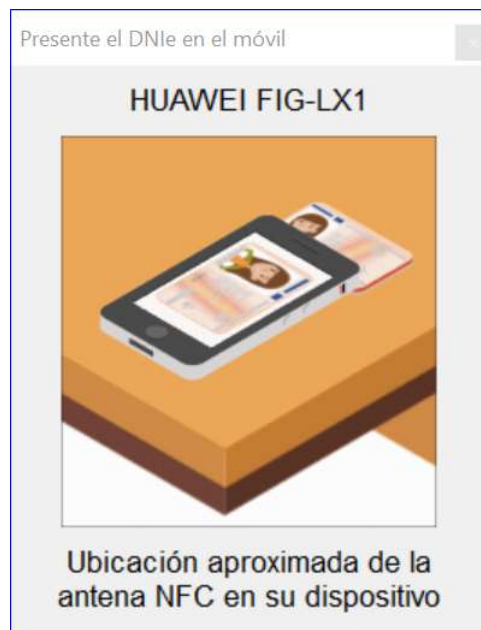 Presente el DNIe en el móvil
HUAWEI FIG-LX1
Ubicación aproximada de la
antena NFC en su dispositivo